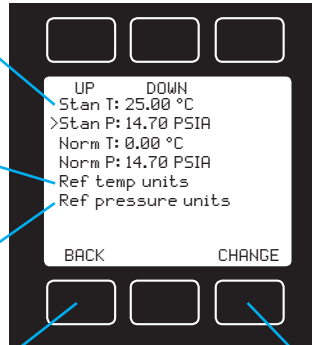 UP DOWN
Stan T: 25.00 °C
>Stan P: 14.70 PSIA
Norm T: 0.00 °C
Norm P: 14.70 PSIA
Ref temp units
Ref pressure units
BACK CHANGE